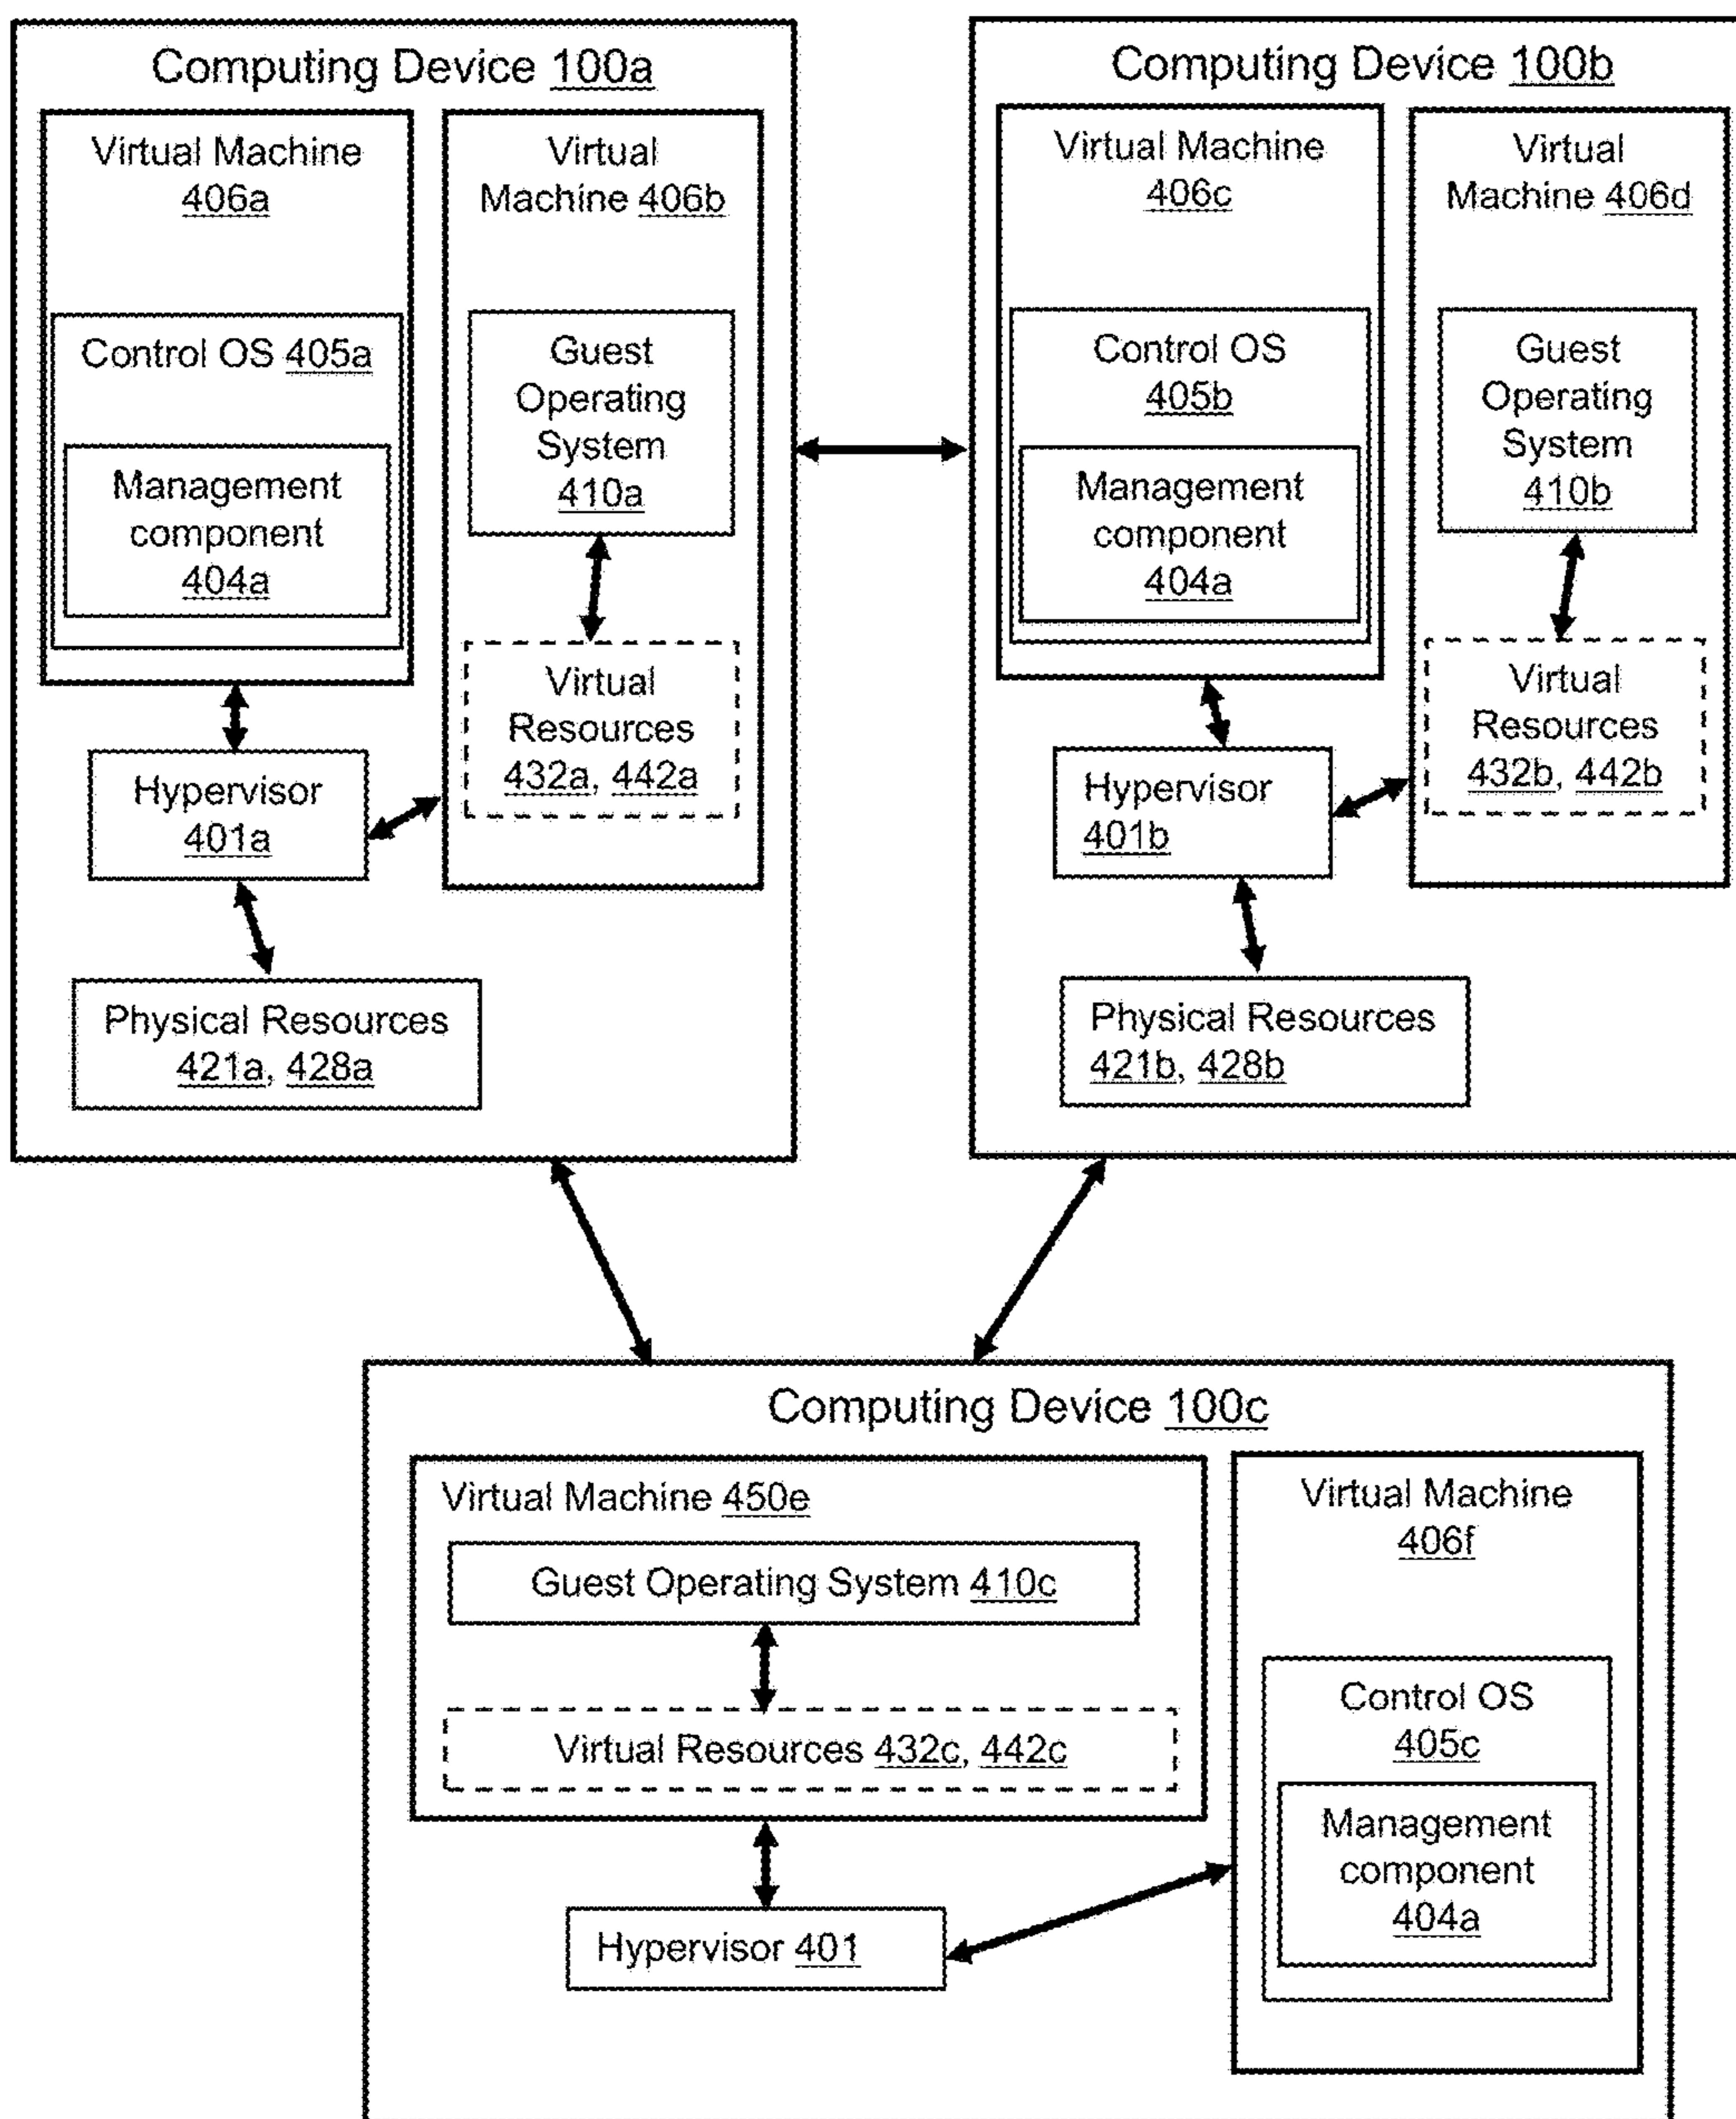 Computing Device 100a
Virtual Machine
406a
Control OS 405a
Management
component
404a
Virtual
Machine 406b
Guest
Operating
System
410a
Virtual
Resources
432a, 442a
Hypervisor
401a
Physical Resources
421a, 428a
Computing Device 100b
Virtual Machine
406c
Control OS
405b
Management
component
404a
Virtual
Machine 406d
Guest
Operating
System
410b
Virtual
Resources
432b, 442b
Hypervisor
401b
Physical Resources
421b, 428b
Computing Device 100c
Virtual Machine 450e
Guest Operating System 410c
Virtual Resources 432c, 442c
Hypervisor 401
Virtual Machine
406f
Control OS
405c
Management
component
404a